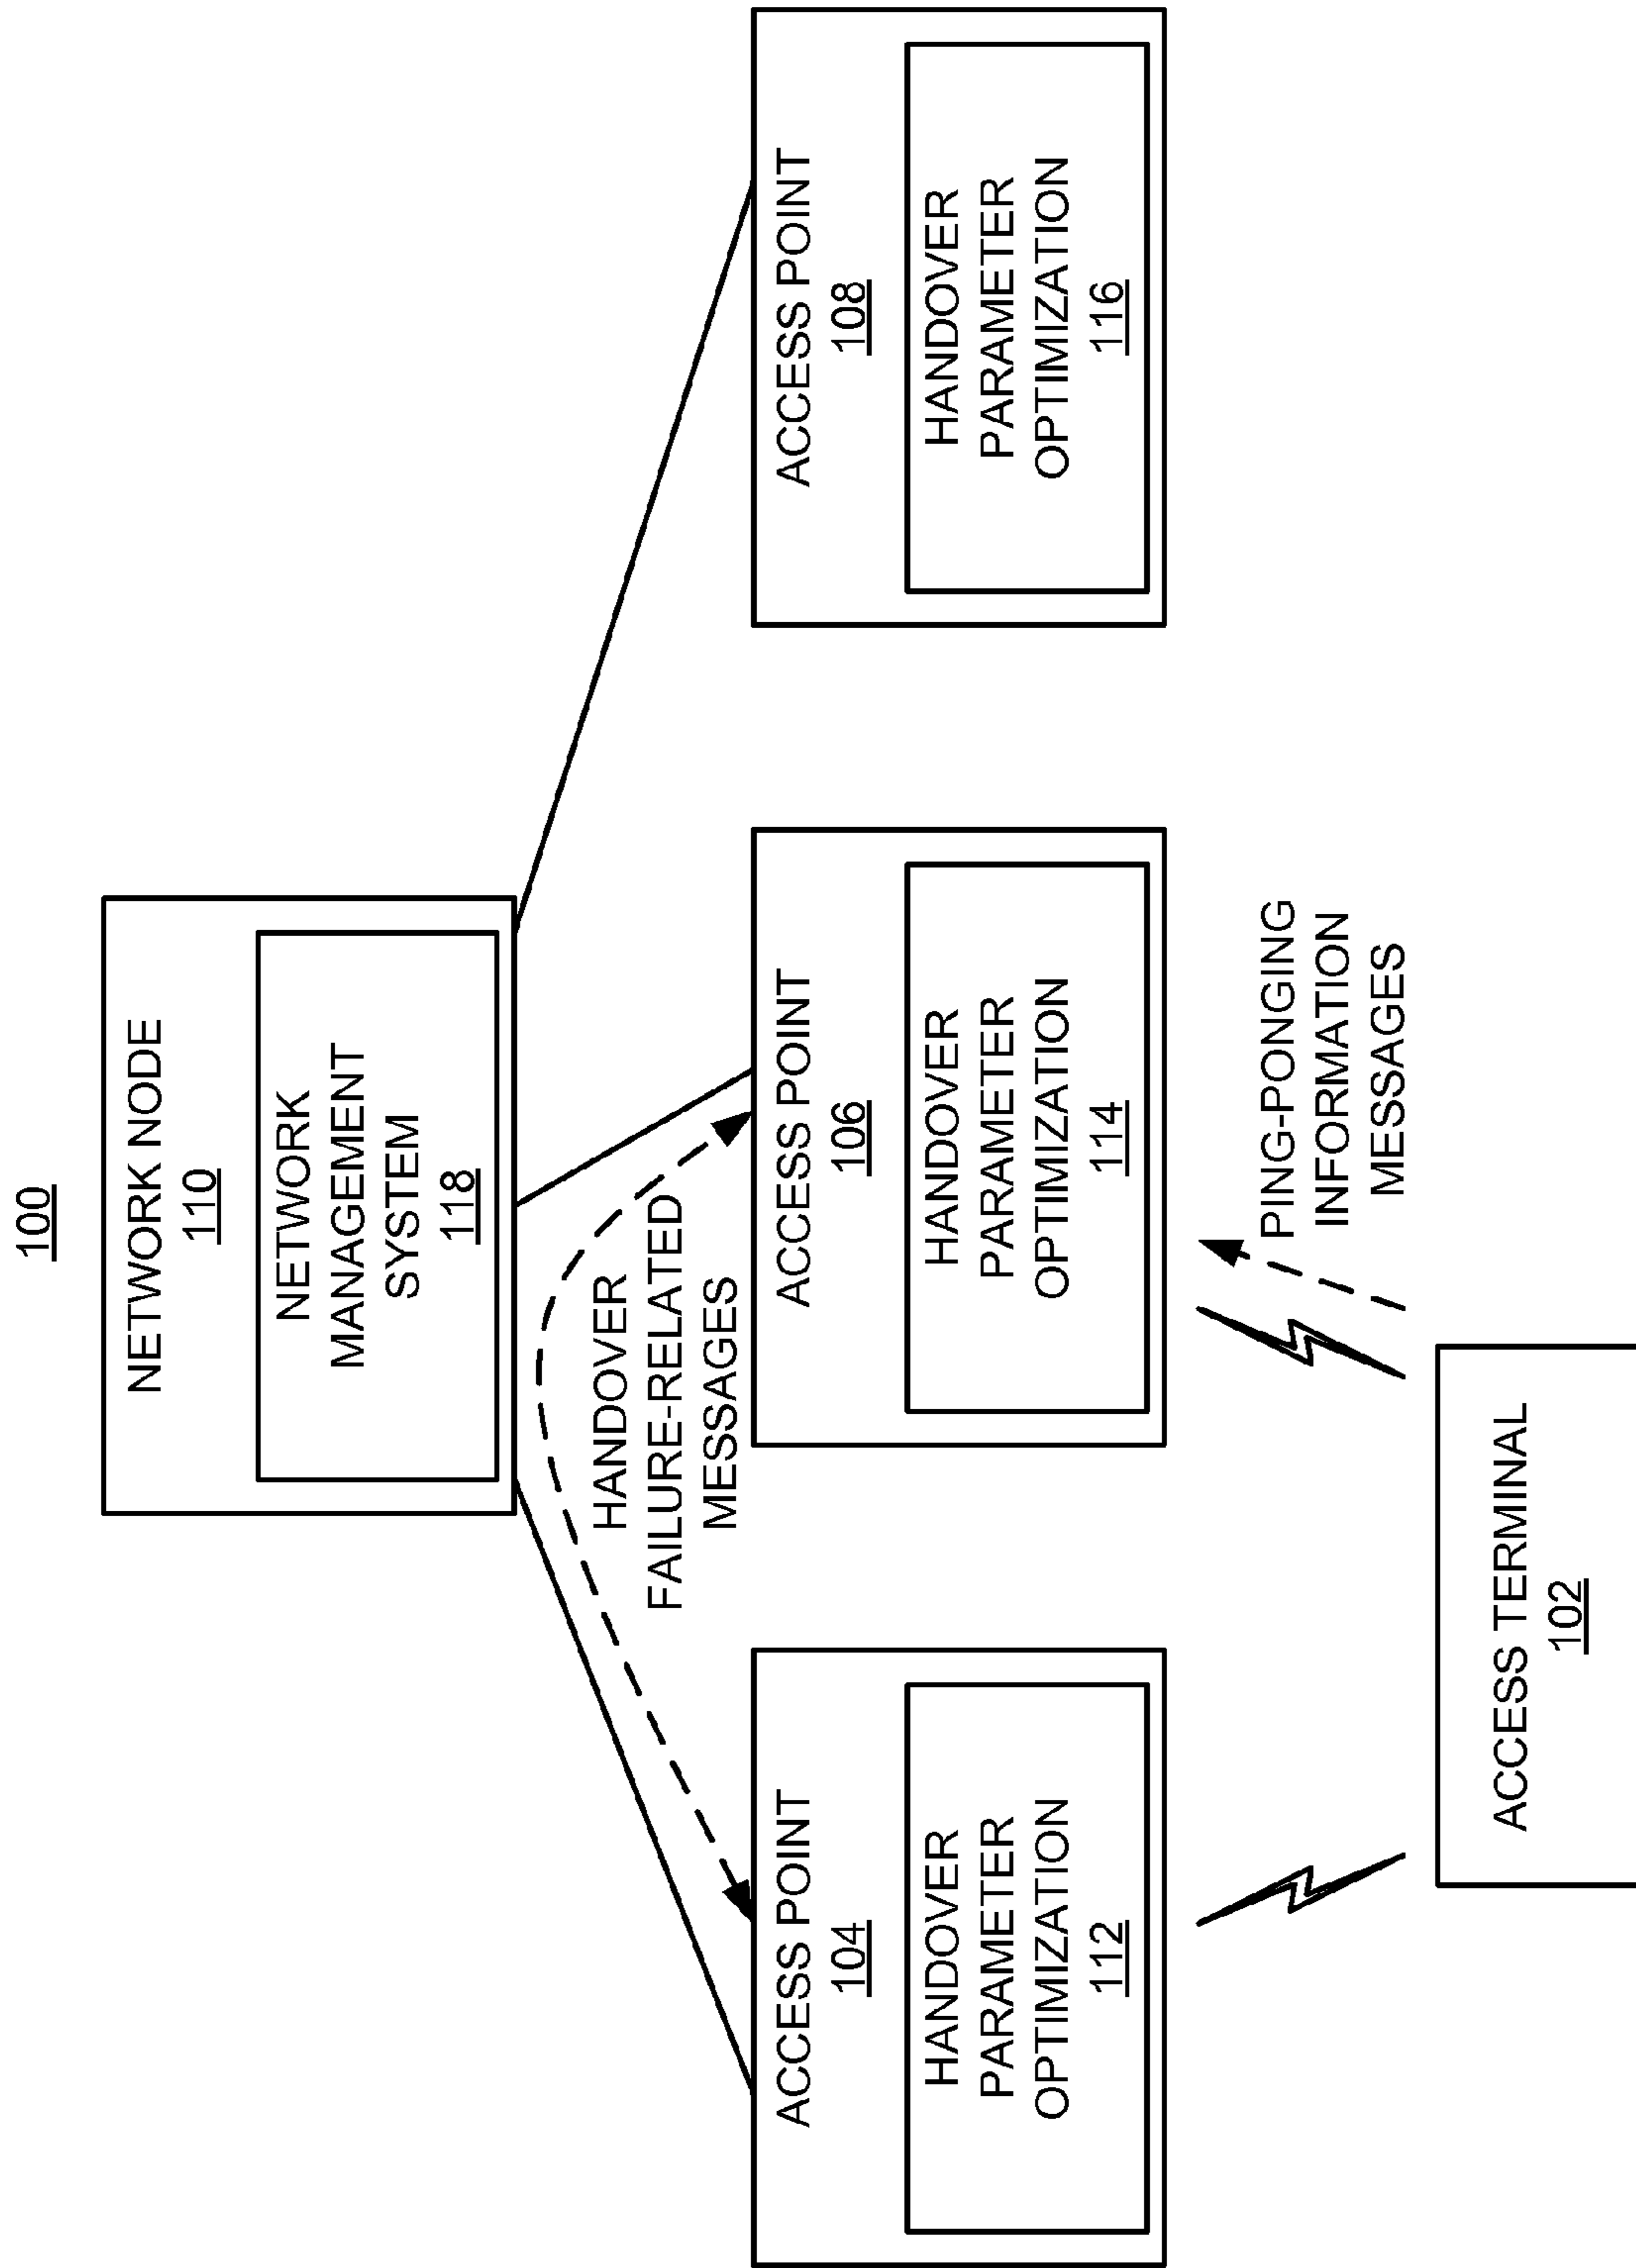 100
NETWORK NODE
110
NETWORK
MANAGEMENT
SYSTEM
118
HANDOVER
FAILURE-RELATED
MESSAGES
ACCESS POINT
104
HANDOVER
PARAMETER
OPTIMIZATION
112
ACCESS POINT
106
HANDOVER
PARAMETER
OPTIMIZATION
114
ACCESS POINT
108
HANDOVER
PARAMETER
OPTIMIZATION
116
PING-PONGING
INFORMATION
MESSAGES
ACCESS TERMINAL
102